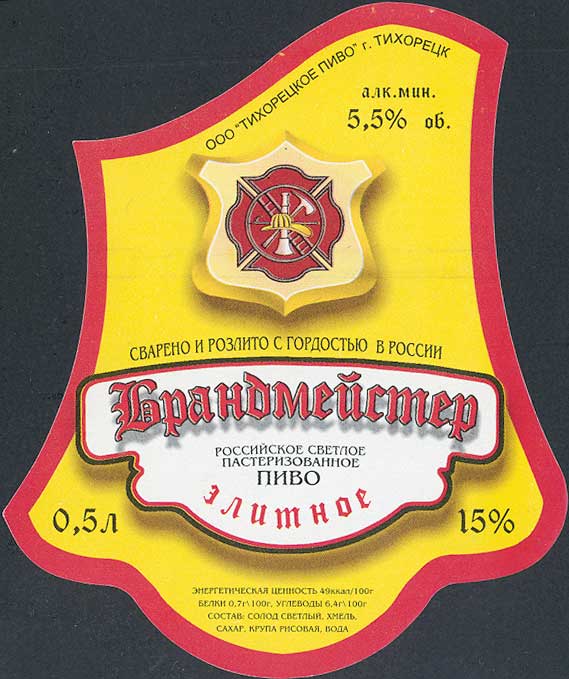 ООО "ТИХОРЕЦКОЕ ПИВО" г. ТИХОРЕЦК
алк.мин.
5,5% об.
СВАРЕНО И РОЗЛИТО С ГОРДОСТЬЮ В РОССИИ
Брандмейстер
РОССИЙСКОЕ СВЕТЛОЕ
ПАСТЕРИЗОВАННОЕ
ПИВО
элитное
0,5л
15%
ЭНЕРГЕТИЧЕСКАЯ ЦЕННОСТЬ 49ккал/100г
БЕЛКИ 0,7г\100г, УГЛЕВОДЫ 6,4г\100г
СОСТАВ: СОЛОД СВЕТЛЫЙ, ХМЕЛЬ,
САХАР, КРУПА РИСОВАЯ, ВОДА